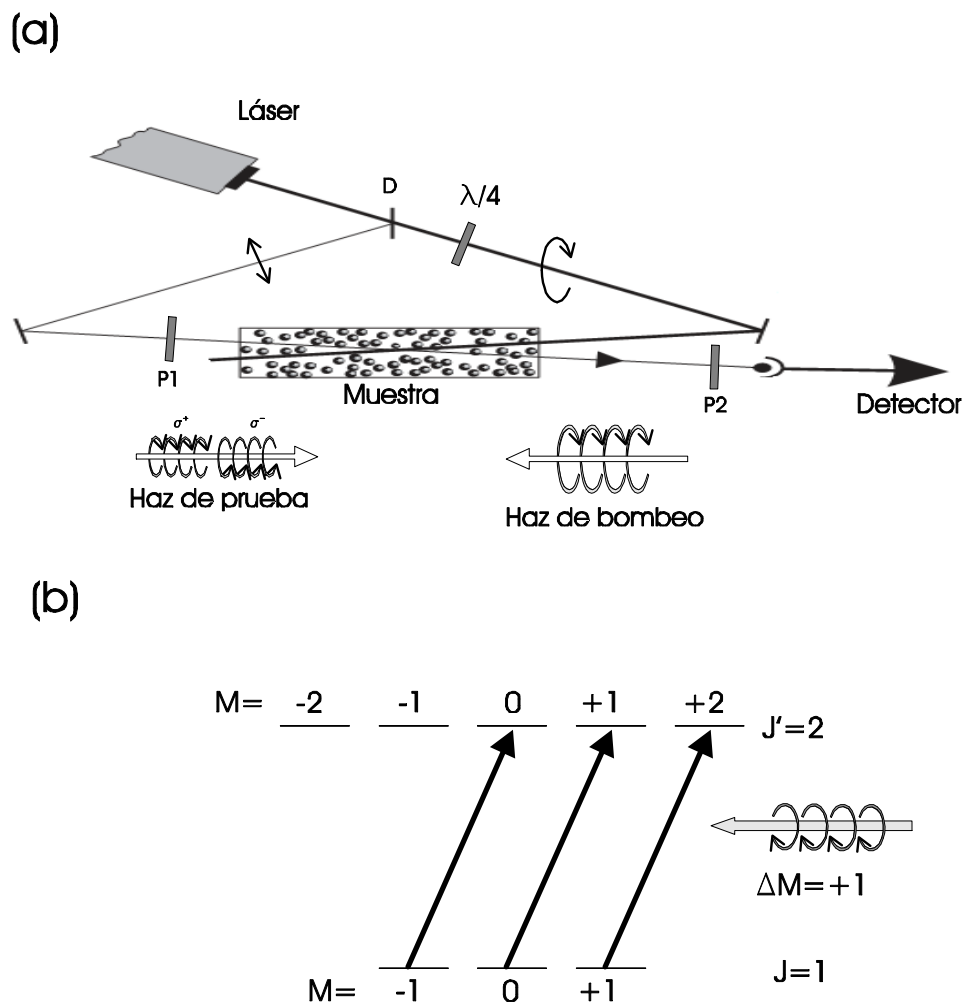 (a)
Láser
D
λ/4
P1
Muestra
P2
Detector
σ+ σ-
Haz de prueba
Haz de bombeo
(b)
M= -2 -1 0 +1 +2
J'=2
ΔM=+1
J=1
M= -1 0 +1